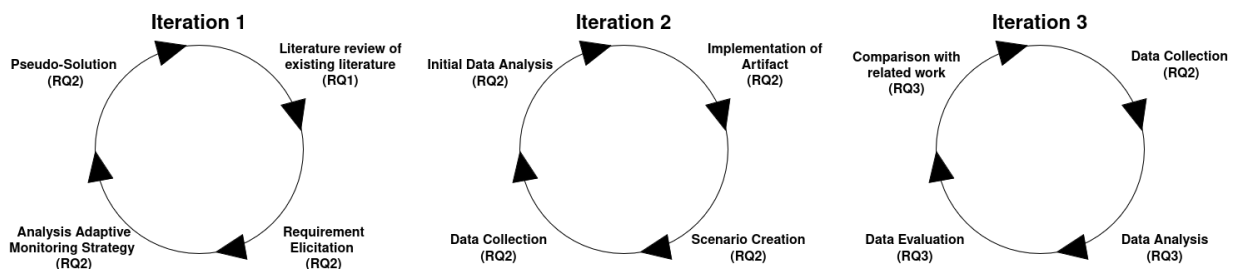 Iteration 1
Pseudo-Solution
(RQ2)
Literature review of
existing literature
(RQ1)
Analysis Adaptive
Monitoring Strategy
(RQ2)
Requirement
Elicitation
(RQ2)
Iteration 2
Initial Data Analysis
(RQ2)
Implementation of
Artifact
(RQ2)
Data Collection
(RQ2)
Scenario Creation
(RQ2)
Iteration 3
Comparison with
related work
(RQ3)
Data Collection
(RQ2)
Data Evaluation
(RQ3)
Data Analysis
(RQ3)